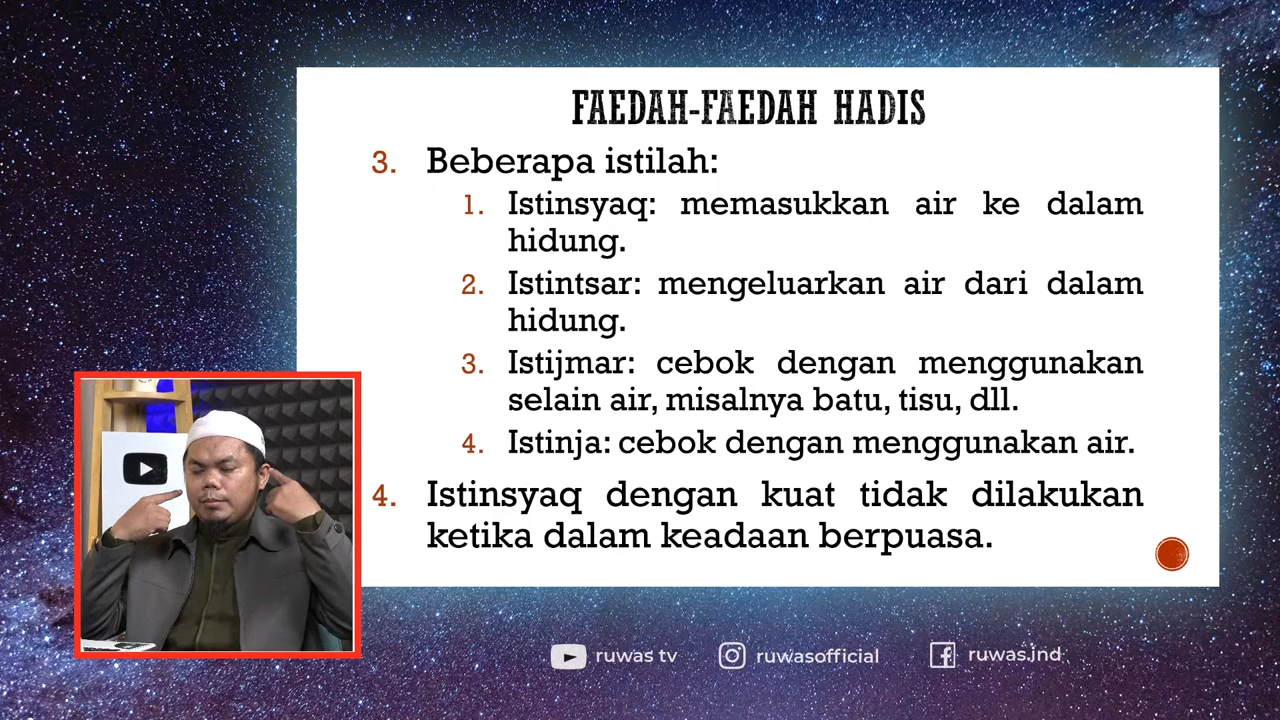 FAEDAH-FAEDAH HADIS
3. Beberapa istilah:
1. Istinsyaq: memasukkan air ke dalam
hidung.
2. Istintsar: mengeluarkan air dari dalam
hidung.
3. Istijmar: cebok dengan menggunakan
selain air, misalnya batu, tisu, dll.
4. Istinja: cebok dengan menggunakan air.
4. Istinsyaq dengan kuat tidak dilakukan
ketika dalam keadaan berpuasa.
ruwas tv
ruwasofficial
ruwas.jnd